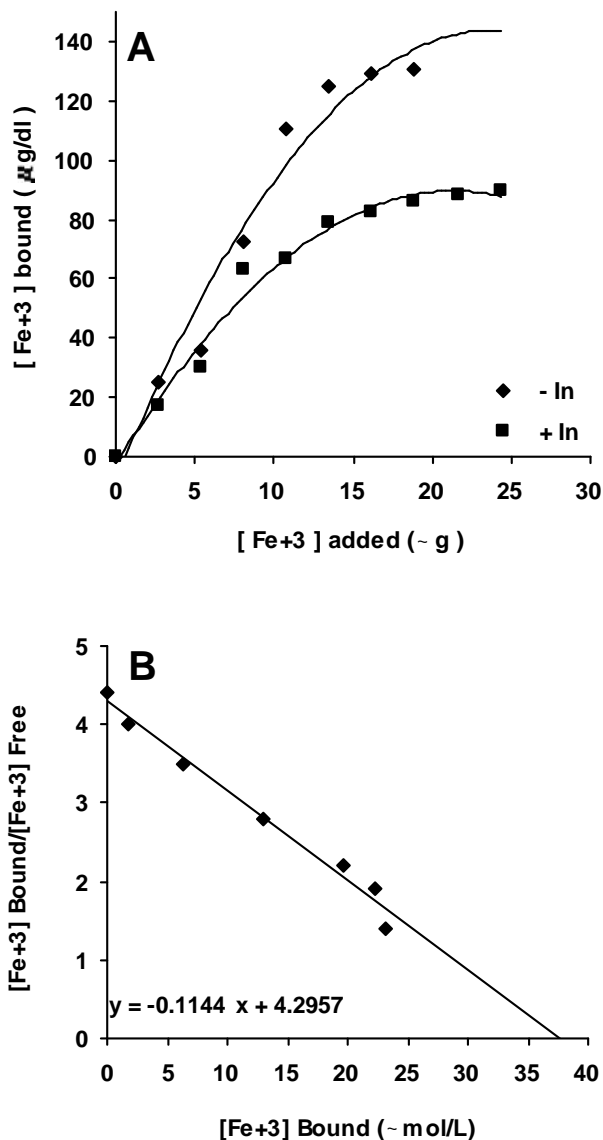 A
140
120
100
80
60
40
20
0
[ Fe+3 ] bound ( µg/dl)
- In
+ In
0 5 10 15 20 25 30
[ Fe+3 ] added (~ g )
B
5
4
3
2
1
0
[Fe+3] Bound/[Fe+3] Free
y = -0.1144 x + 4.2957
0 5 10 15 20 25 30 35 40
[Fe+3] Bound (~ mol/L)